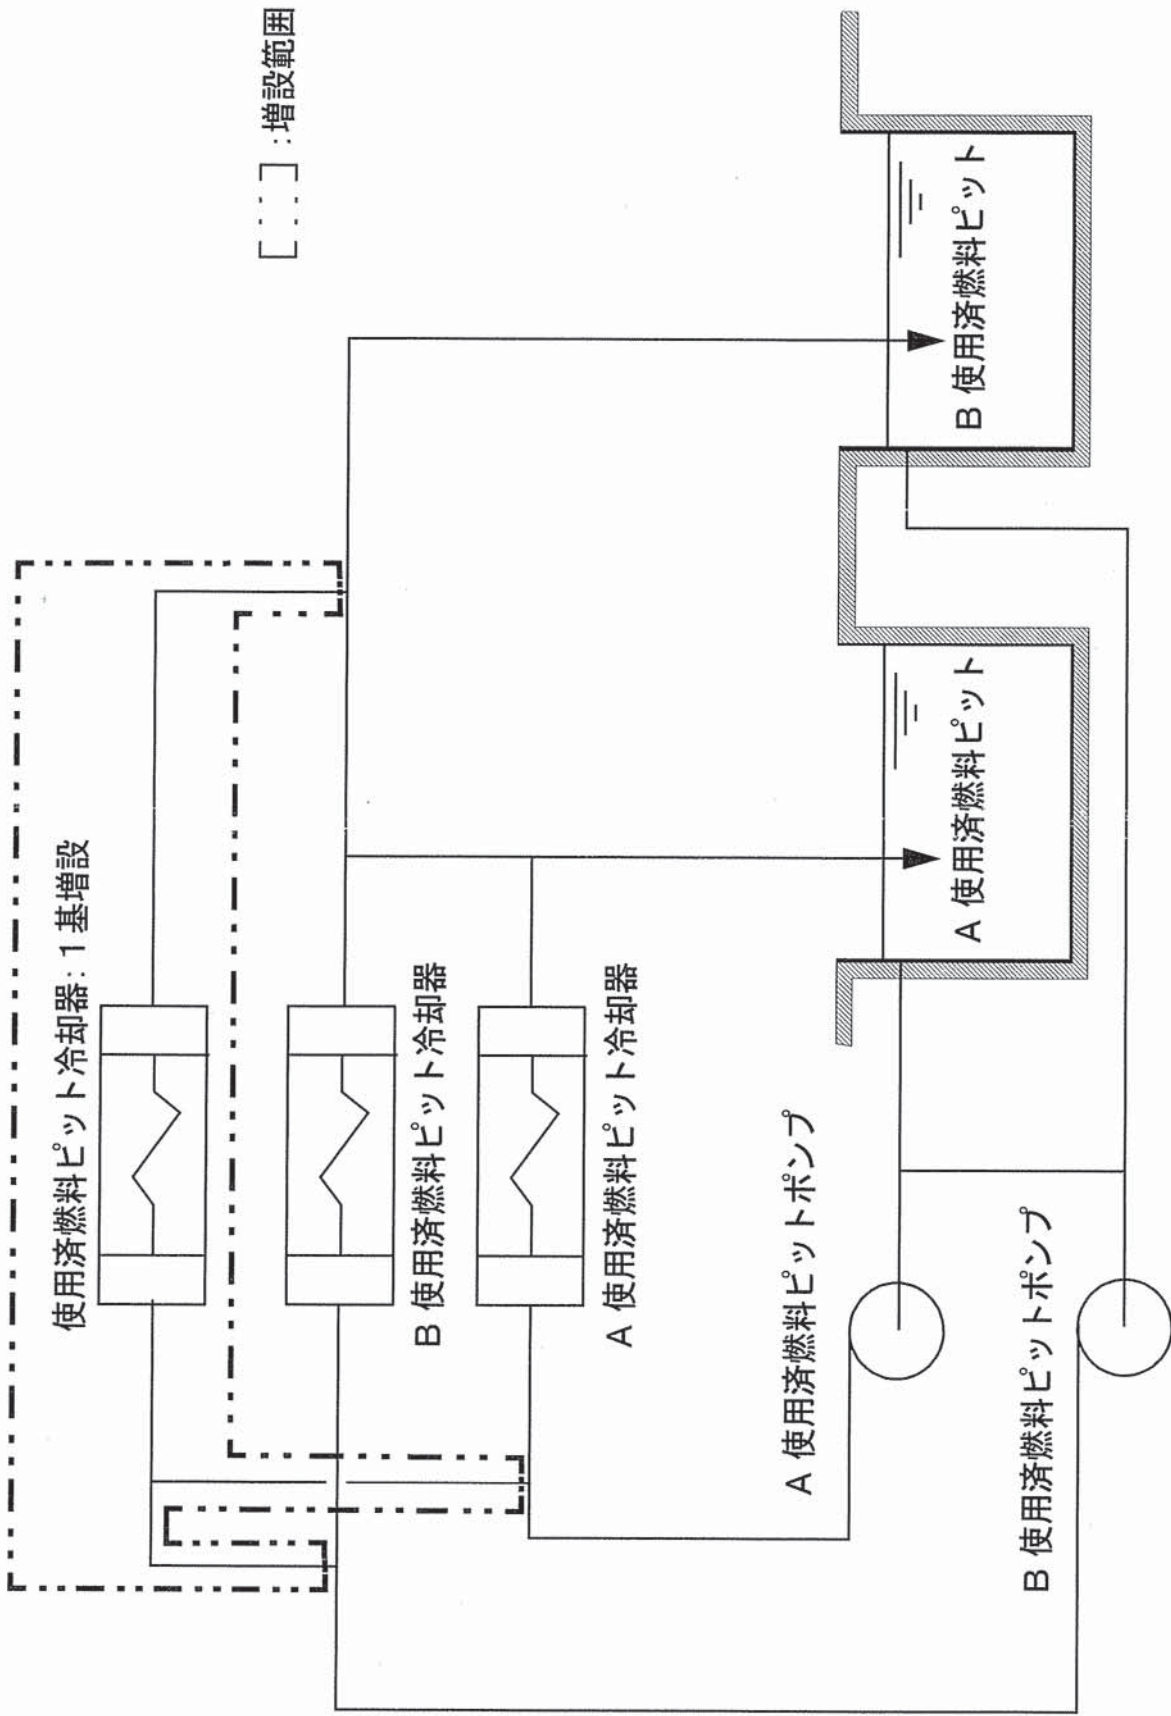 [ ]:増設範囲
使用済燃料ピット冷却器:1基増設
B 使用済燃料ピット冷却器
A 使用済燃料ピット冷却器
A 使用済燃料ピットポンプ
B 使用済燃料ピットポンプ
A 使用済燃料ピット
B 使用済燃料ピット